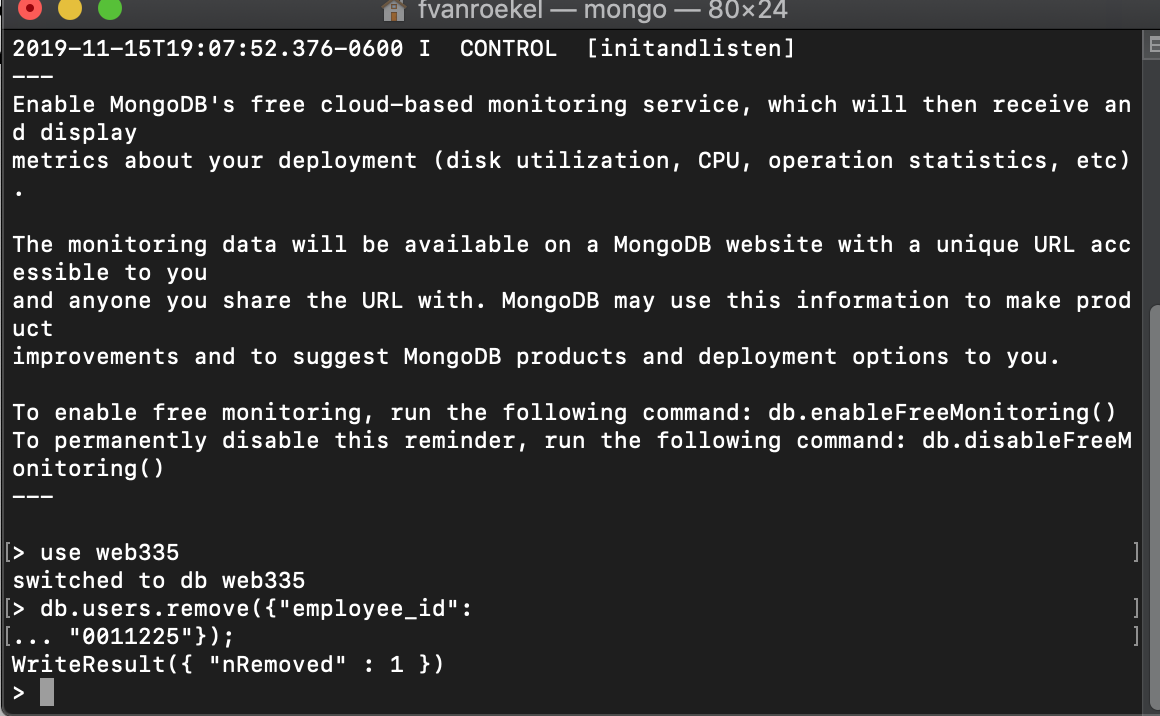 fvanroekel — mongo — 80×24
2019-11-15T19:07:52.376-0600 I  CONTROL  [initandlisten]
---
Enable MongoDB's free cloud-based monitoring service, which will then receive an
d display
metrics about your deployment (disk utilization, CPU, operation statistics, etc)
.
The monitoring data will be available on a MongoDB website with a unique URL acc
essible to you
and anyone you share the URL with. MongoDB may use this information to make prod
uct
improvements and to suggest MongoDB products and deployment options to you.
To enable free monitoring, run the following command: db.enableFreeMonitoring()
To permanently disable this reminder, run the following command: db.disableFreeM
onitoring()
---
[> use web335 ]
switched to db web335
[> db.users.remove({"employee_id": ]
[... "0011225"}); ]
WriteResult({ "nRemoved" : 1 })
>